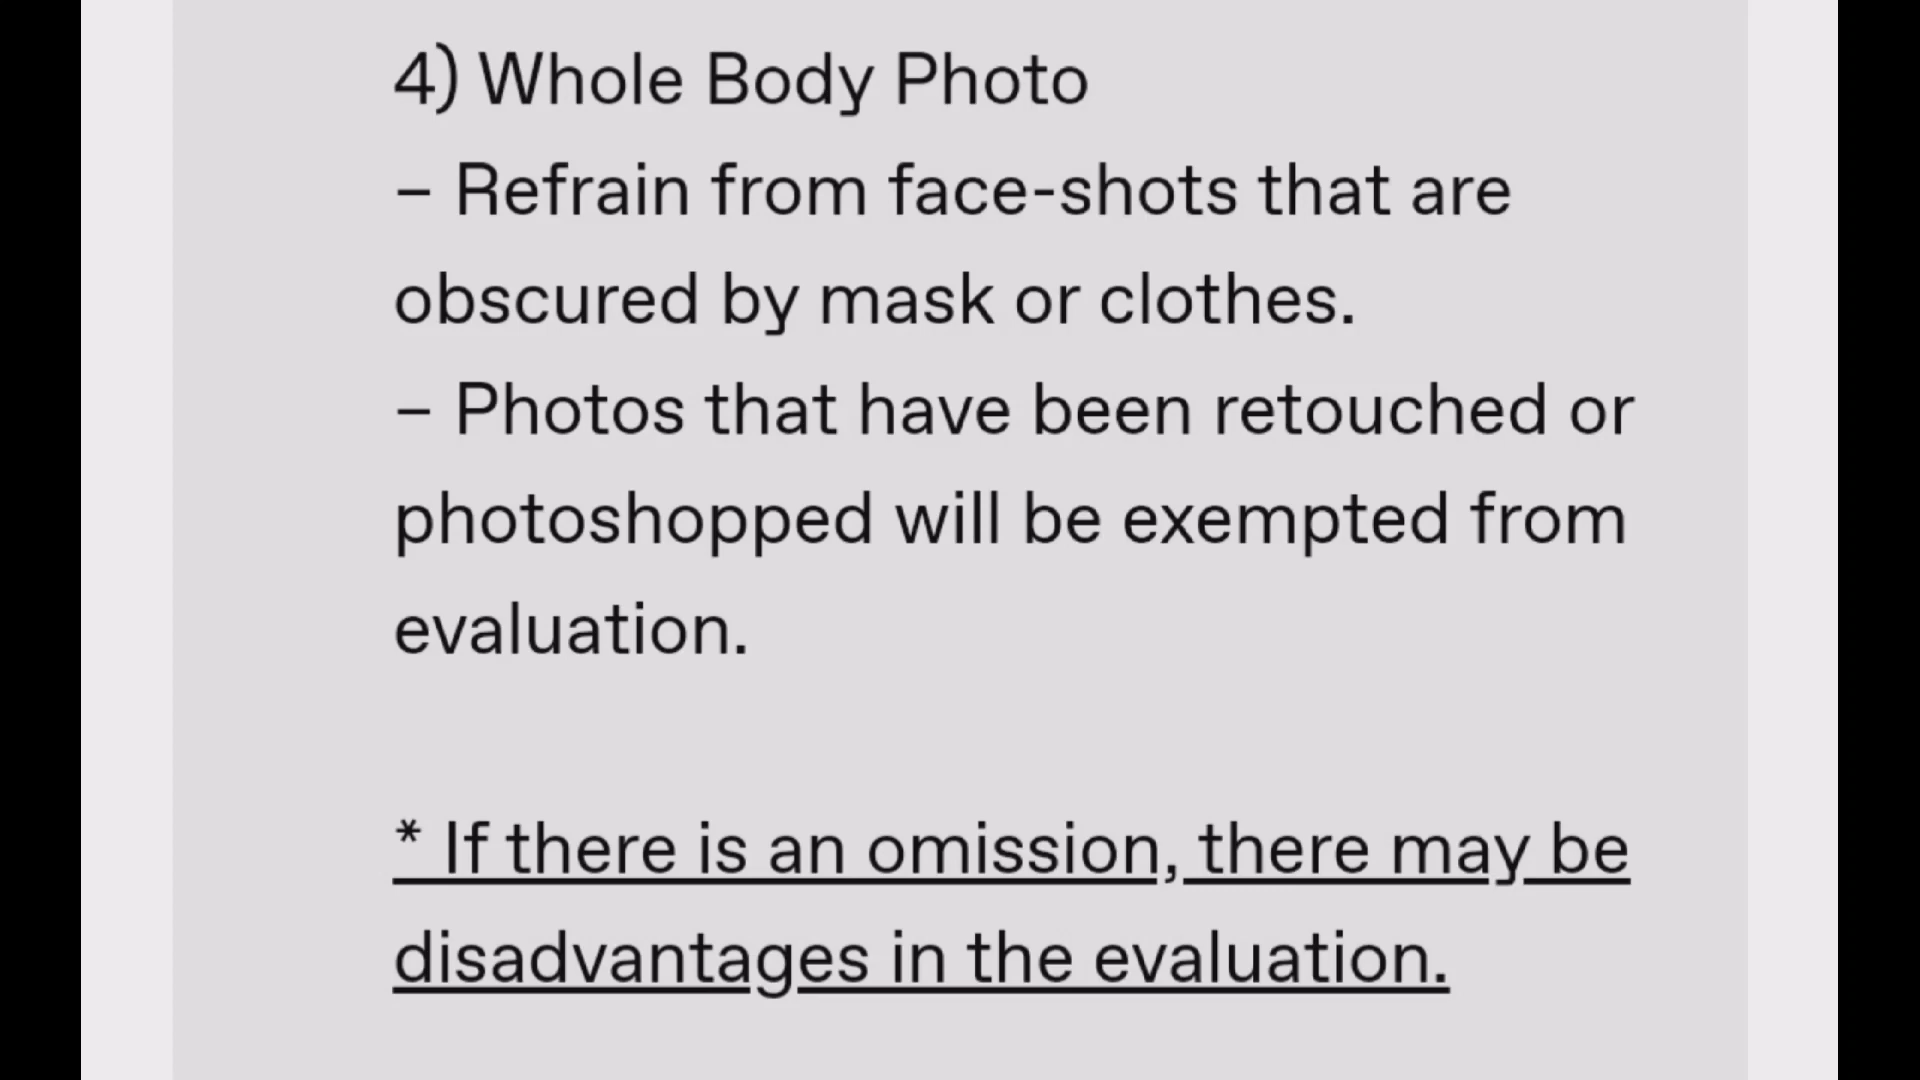 4) Whole Body Photo
– Refrain from face-shots that are
obscured by mask or clothes.
– Photos that have been retouched or
photoshopped will be exempted from
evaluation.
* If there is an omission, there may be
disadvantages in the evaluation.